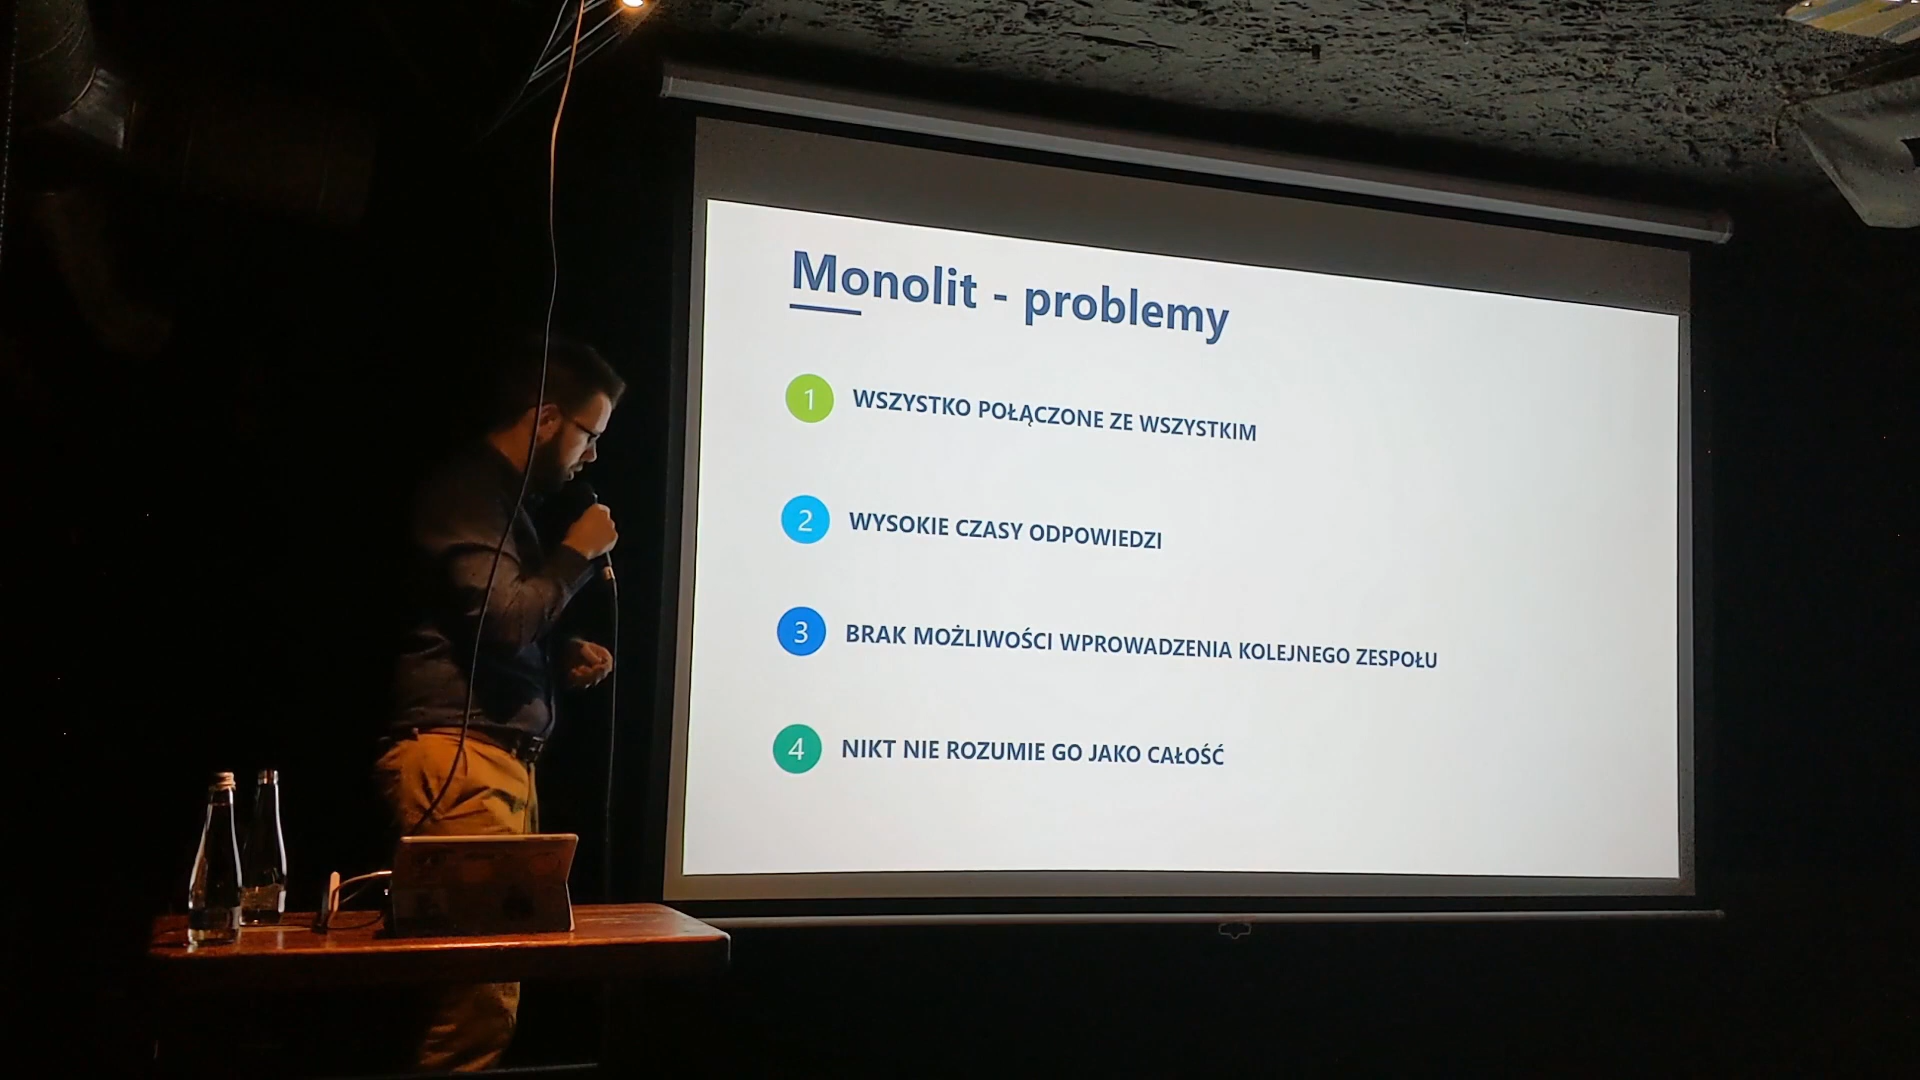 Monolit - problemy
1 WSZYSTKO POŁĄCZONE ZE WSZYSTKIM
2 WYSOKIE CZASY ODPOWIEDZI
3 BRAK MOŻLIWOŚCI WPROWADZENIA KOLEJNEGO ZESPOŁU
4 NIKT NIE ROZUMIE GO JAKO CAŁOŚĆ